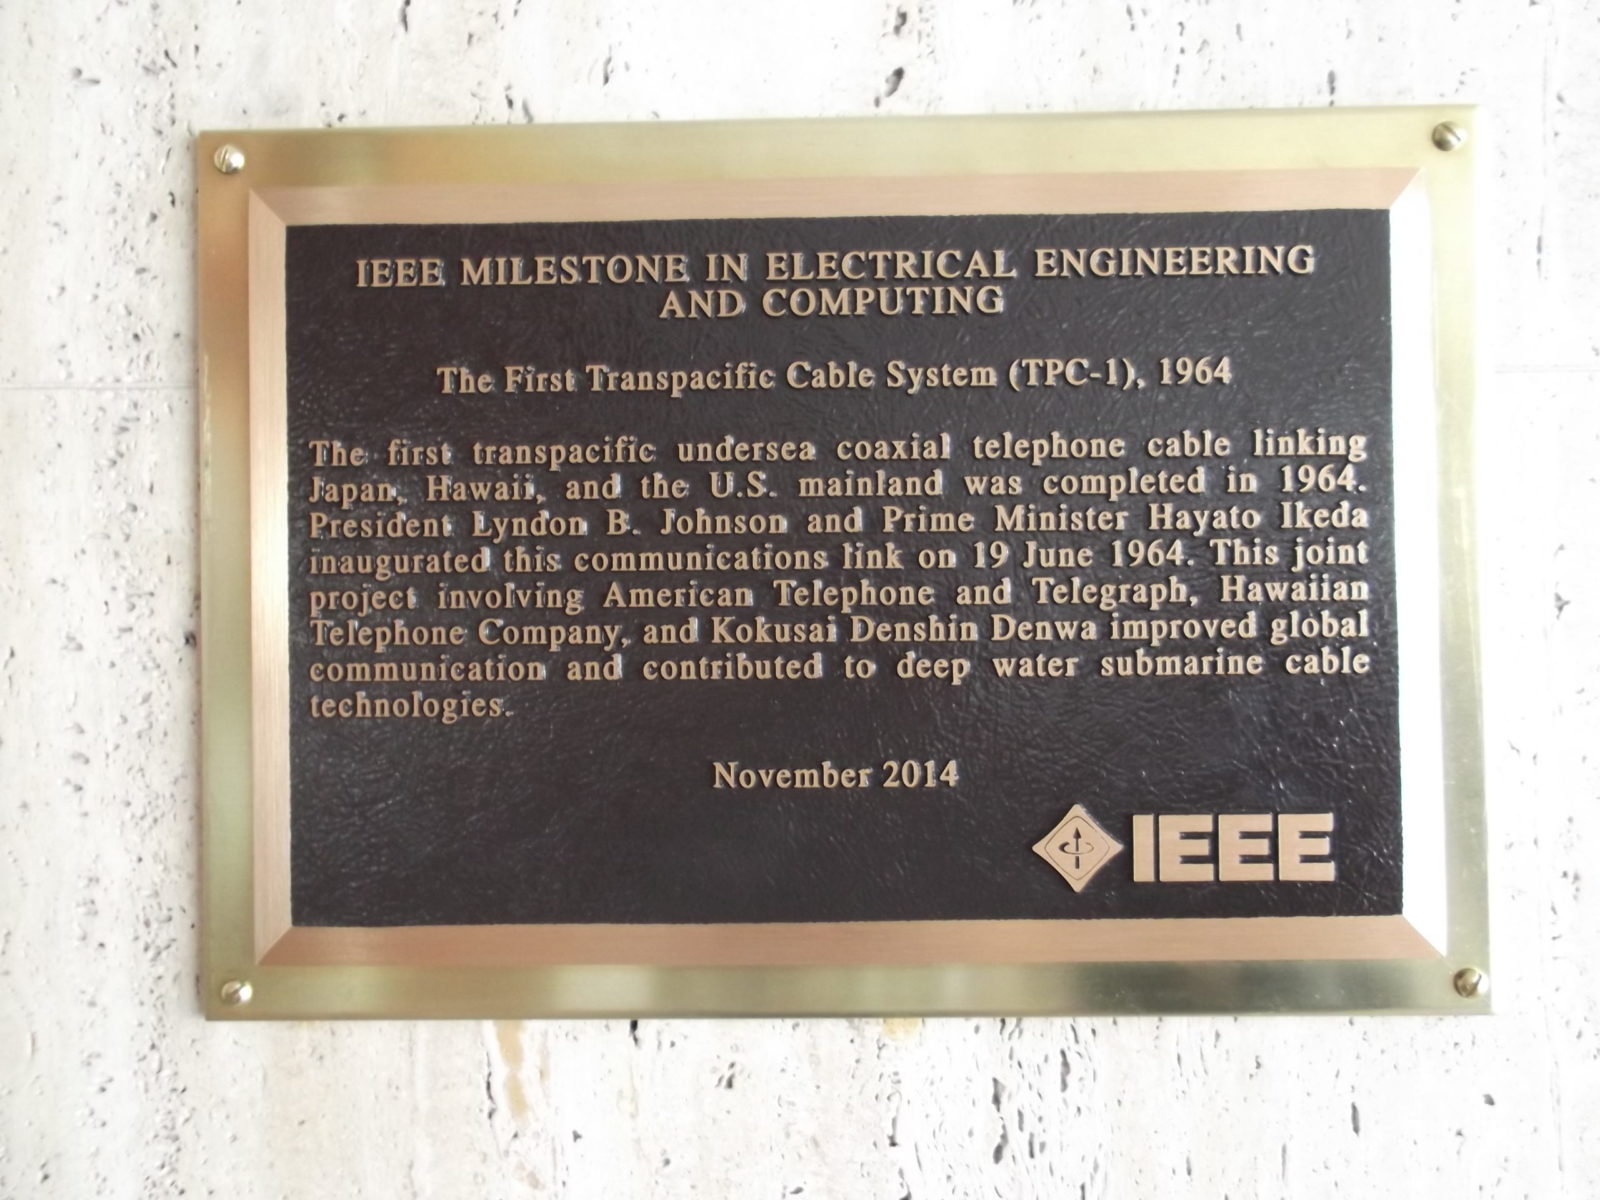 IEEE MILESTONE IN ELECTRICAL ENGINEERING
AND COMPUTING
The First Transpacific Cable System (TPC-1), 1964
The first transpacific undersea coaxial telephone cable linking
Japan, Hawaii, and the U.S. mainland was completed in 1964.
President Lyndon B. Johnson and Prime Minister Hayato Ikeda
inaugurated this communications link on 19 June 1964. This joint
project involving American Telephone and Telegraph, Hawaiian
Telephone Company, and Kokusai Denshin Denwa improved global
communication and contributed to deep water submarine cable
technologies.
November 2014
IEEE